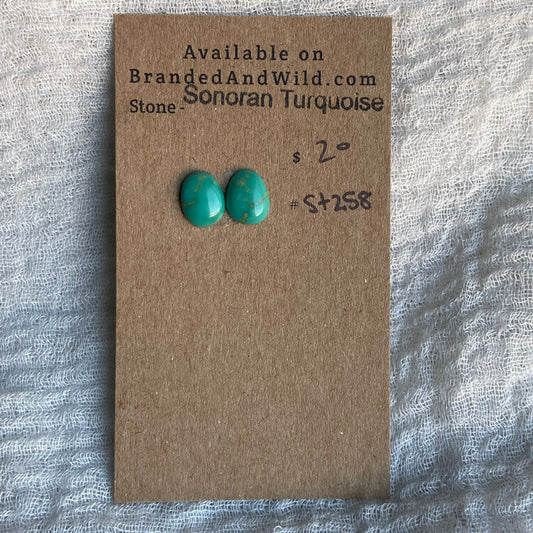 Available on
BrandedAndWild.com
Stone - Sonoran Turquoise
$ 20
# St258